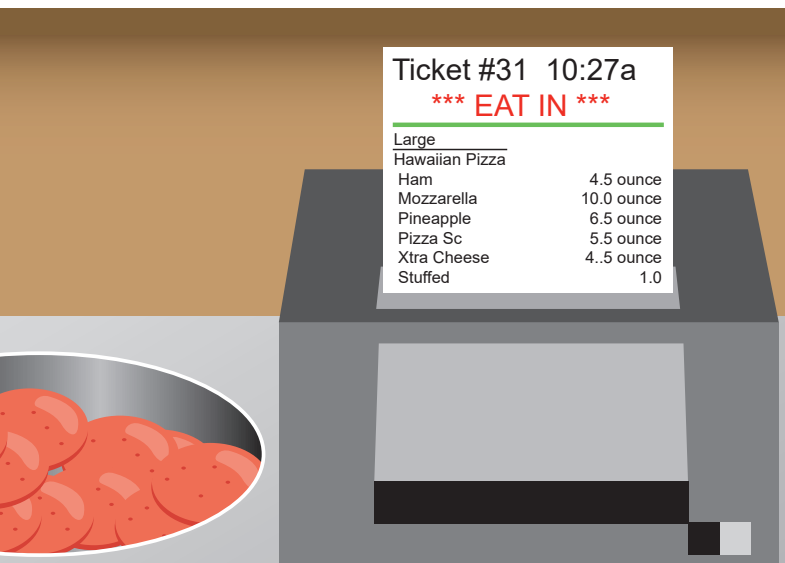 Ticket #31 10:27a
*** EAT IN ***
Large
Hawaiian Pizza
Ham 4.5 ounce
Mozzarella 10.0 ounce
Pineapple 6.5 ounce
Pizza Sc 5.5 ounce
Xtra Cheese 4..5 ounce
Stuffed 1.0